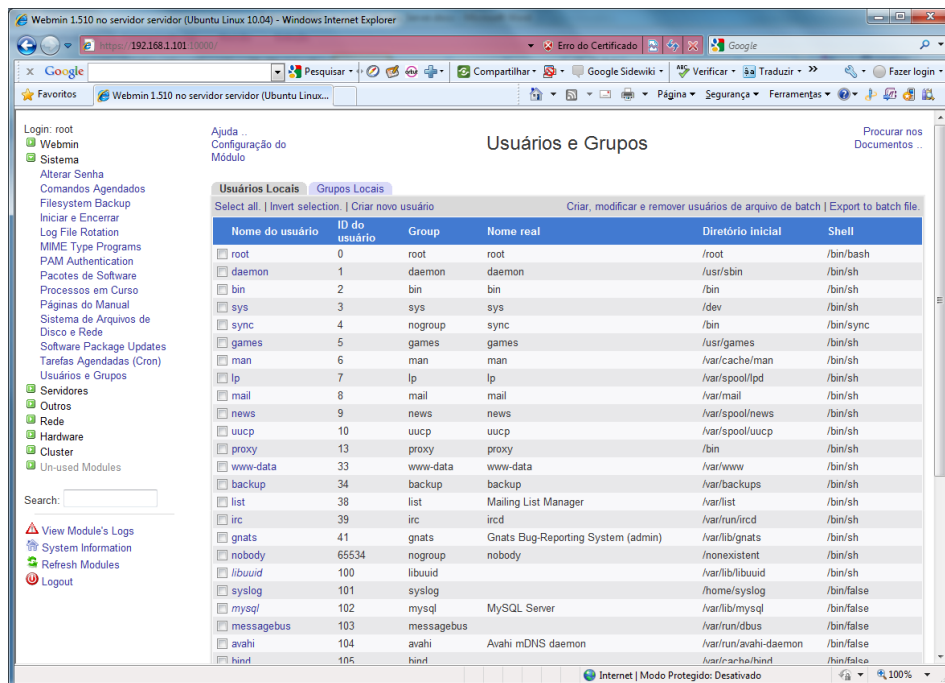 Webmin 1.510 no servidor servidor (Ubuntu Linux 10.04) - Windows Internet Explorer
https://192.168.1.101:10000/
Erro do Certificado
Google
x Google
Pesquisar
Compartilhar
Google Sidewiki
Verificar
Traduzir
Fazer login
Favoritos
Webmin 1.510 no servidor servidor (Ubuntu Linux...
Página
Segurança
Ferramentas
Login: root
Webmin
Sistema
Alterar Senha
Comandos Agendados
Filesystem Backup
Iniciar e Encerrar
Log File Rotation
MIME Type Programs
PAM Authentication
Pacotes de Software
Processos em Curso
Páginas do Manual
Sistema de Arquivos de
Disco e Rede
Software Package Updates
Tarefas Agendadas (Cron)
Usuários e Grupos
Servidores
Outros
Rede
Hardware
Cluster
Un-used Modules
Search:
View Module's Logs
System Information
Refresh Modules
Logout
Ajuda ..
Configuração do
Módulo
Usuários e Grupos
Procurar nos
Documentos ..
Usuários Locais Grupos Locais
Select all. | Invert selection. | Criar novo usuário Criar, modificar e remover usuários de arquivo de batch | Export to batch file.
Nome do usuário ID do usuário Group Nome real Diretório inicial Shell
root 0 root root /root /bin/bash
daemon 1 daemon daemon /usr/sbin /bin/sh
bin 2 bin bin /bin /bin/sh
sys 3 sys sys /dev /bin/sh
sync 4 nogroup sync /bin /bin/sync
games 5 games games /usr/games /bin/sh
man 6 man man /var/cache/man /bin/sh
lp 7 lp lp /var/spool/lpd /bin/sh
mail 8 mail mail /var/mail /bin/sh
news 9 news news /var/spool/news /bin/sh
uucp 10 uucp uucp /var/spool/uucp /bin/sh
proxy 13 proxy proxy /bin /bin/sh
www-data 33 www-data www-data /var/www /bin/sh
backup 34 backup backup /var/backups /bin/sh
list 38 list Mailing List Manager /var/list /bin/sh
irc 39 irc ircd /var/run/ircd /bin/sh
gnats 41 gnats Gnats Bug-Reporting System (admin) /var/lib/gnats /bin/sh
nobody 65534 nogroup nobody /nonexistent /bin/sh
libuuid 100 libuuid /var/lib/libuuid /bin/sh
syslog 101 syslog /home/syslog /bin/false
mysql 102 mysql MySQL Server /var/lib/mysql /bin/false
messagebus 103 messagebus /var/run/dbus /bin/false
avahi 104 avahi Avahi mDNS daemon /var/run/avahi-daemon /bin/false
bind 105 bind /var/cache/bind /bin/false
Internet | Modo Protegido: Desativado
100%